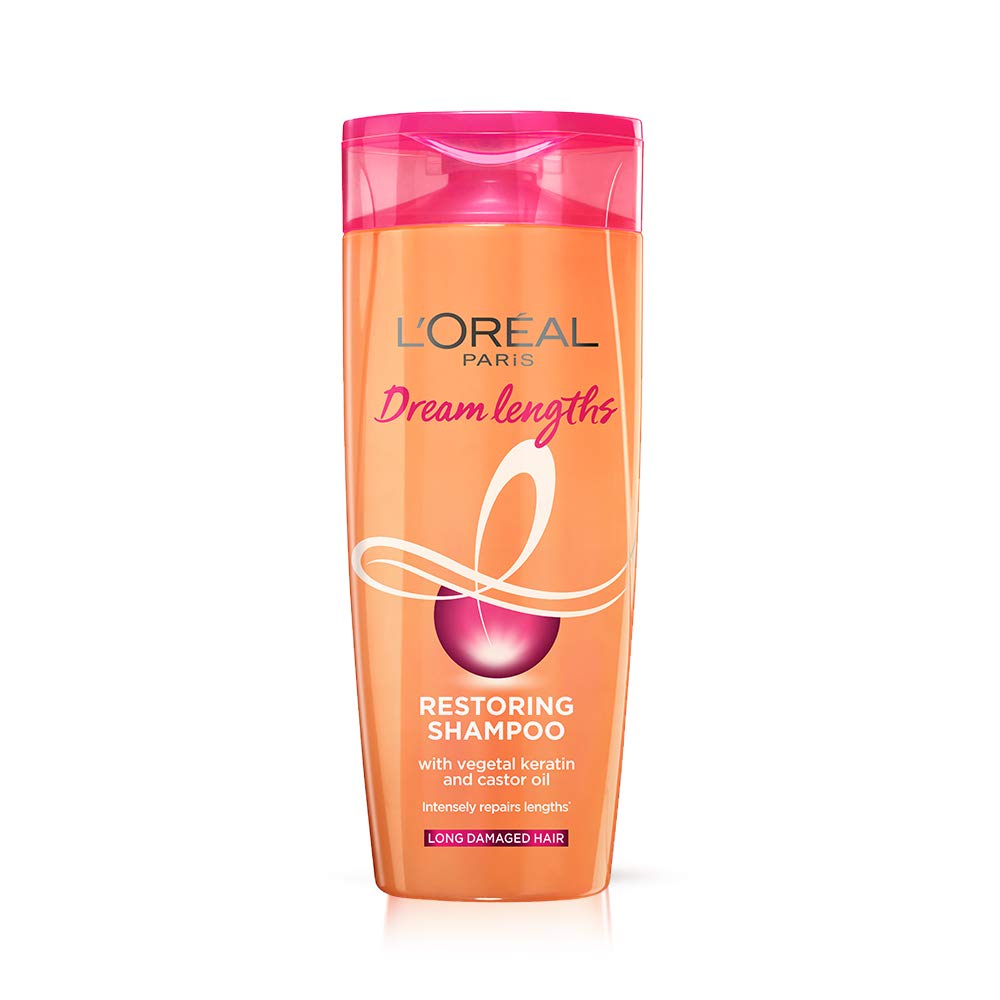 L'ORÉAL
PARiS
Dream lengths
RESTORING
SHAMPOO
with vegetal keratin
and castor oil
Intensely repairs lengths*
LONG DAMAGED HAIR